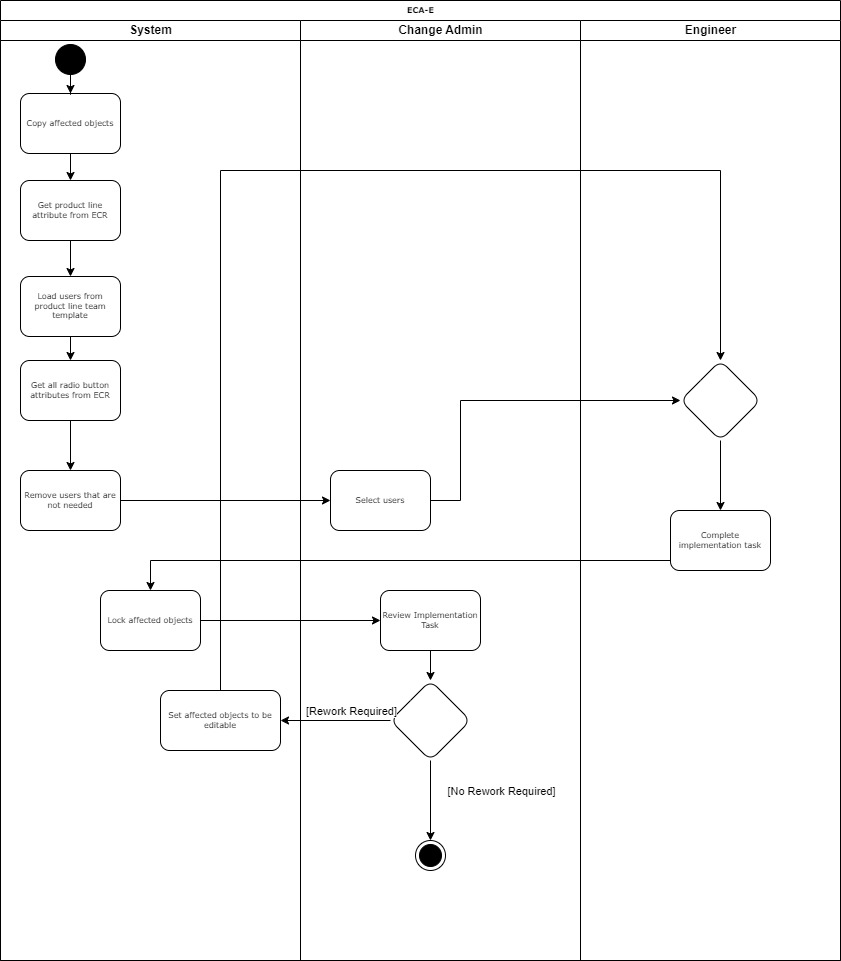 ECA-E
System
Change Admin
Engineer
Copy affected objects
Get product line
attribute from ECR
Load users from
product line team
template
Get all radio button
attributes from ECR
Remove users that are
not needed
Select users
Complete
implementation task
Lock affected objects
Review Implementation
Task
Set affected objects to be
editable
[Rework Required]
[No Rework Required]